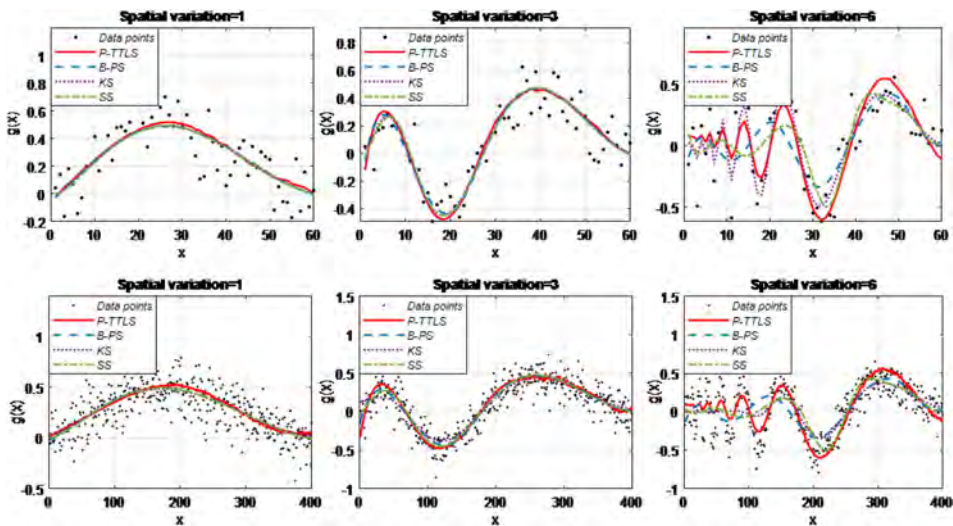 Spatial variation=1
1
0.8
0.6
0.4
0.2
0
-0.2
g(x)
0 10 20 30 40 50 60
x
Data points
P-TTLS
B-PS
KS
SS
Spatial variation=3
0.8
0.6
0.4
0.2
0
0.2
0.4
g(x)
0 10 20 30 40 50 60
x
Data points
P-TTLS
B-PS
KS
SS
Spatial variation=6
0.5
0
-0.5
g(x)
0 10 20 30 40 50 60
x
Data points
P-TTLS
B-PS
KS
SS
Spatial variation=1
1
0.5
0
-0.5
g(x)
0 100 200 300 400
x
Data points
P-TTLS
B-PS
KS
SS
Spatial variation=3
1.5
1
0.5
0
-0.5
-1
g(x)
0 100 200 300 400
x
Data points
P-TTLS
B-PS
KS
SS
Spatial variation=6
1.5
1
0.5
0
-0.5
-1
g(x)
0 100 200 300 400
x
Data points
P-TTLS
B-PS
KS
SS